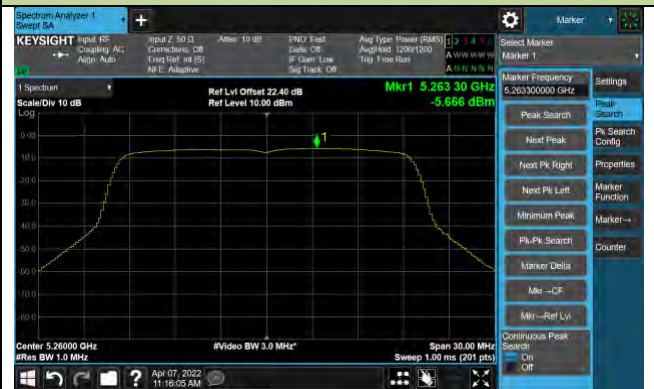 Spectrum Analyzer 1
Swept SA
Marker
KEYSIGHT
Input: RF
Coupling: AC
Align: Auto
Input Z: 50 Ω
Corrections: Off
Freq Ref: Int (S)
NFE: Adaptive
Atten: 10 dB
PNO: Fast
Gate: Off
IF Gain: Low
Sig Track: Off
Avg Type: Power (RMS)
Avg|Hold: 1200/1200
Trig: Free Run
1 2 3 4 5 6
A W W W W W
A N N N N N
Select Marker
Marker 1
1 Spectrum
Scale/Div 10 dB
Log
Ref Lvl Offset 22.40 dB
Ref Level 10.00 dBm
Mkr1 5.263 30 GHz
-5.666 dBm
Marker Frequency
5.263300000 GHz
Peak Search
Next Peak
Next Pk Right
Next Pk Left
Minimum Peak
Pk-Pk Search
Marker Delta
Mkr→CF
Mkr→Ref Lvl
Continuous Peak
Search
On
Off
Settings
Peak
Search
Pk Search
Config
Properties
Marker
Function
Marker→
Counter
0.00
-10.0
-20.0
-30.0
-40.0
-50.0
-60.0
-70.0
-80.0
1
Center 5.26000 GHz
#Res BW 1.0 MHz
#Video BW 3.0 MHz*
Span 30.00 MHz
Sweep 1.00 ms (201 pts)
Apr 07, 2022
11:16:05 AM